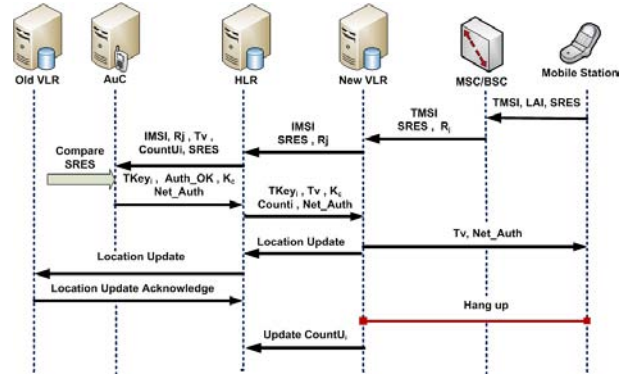 Old VLR
AuC
HLR
New VLR
MSC/BSC
Mobile Station
TMSI, LAI, SRES
TMSI
SRES , Rj
IMSI
SRES , Rj
IMSI, Rj , Tv ,
CountUi, SRES
Compare
SRES
TKeyi , Auth_OK , Kc
Net_Auth
TKeyi , Tv , Kc
Counti , Net_Auth
Location Update
Tv, Net_Auth
Location Update
Location Update Acknowledge
Hang up
Update CountUi